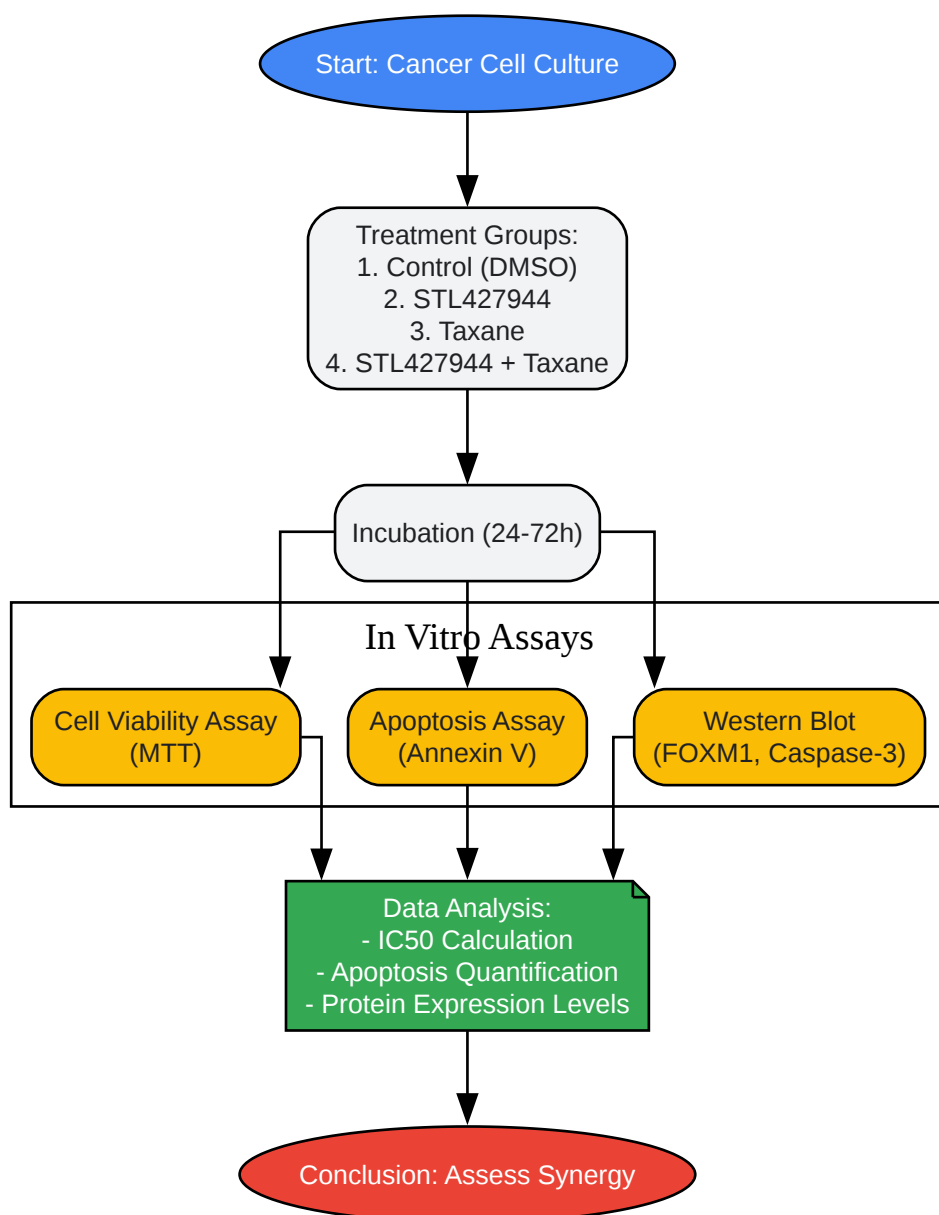 Start: Cancer Cell Culture
Treatment Groups:
1. Control (DMSO)
2. STL427944
3. Taxane
4. STL427944 + Taxane
Incubation (24-72h)
In Vitro Assays
Cell Viability Assay
(MTT)
Apoptosis Assay
(Annexin V)
Western Blot
(FOXM1, Caspase-3)
Data Analysis:
- IC50 Calculation
- Apoptosis Quantification
- Protein Expression Levels
Conclusion: Assess Synergy